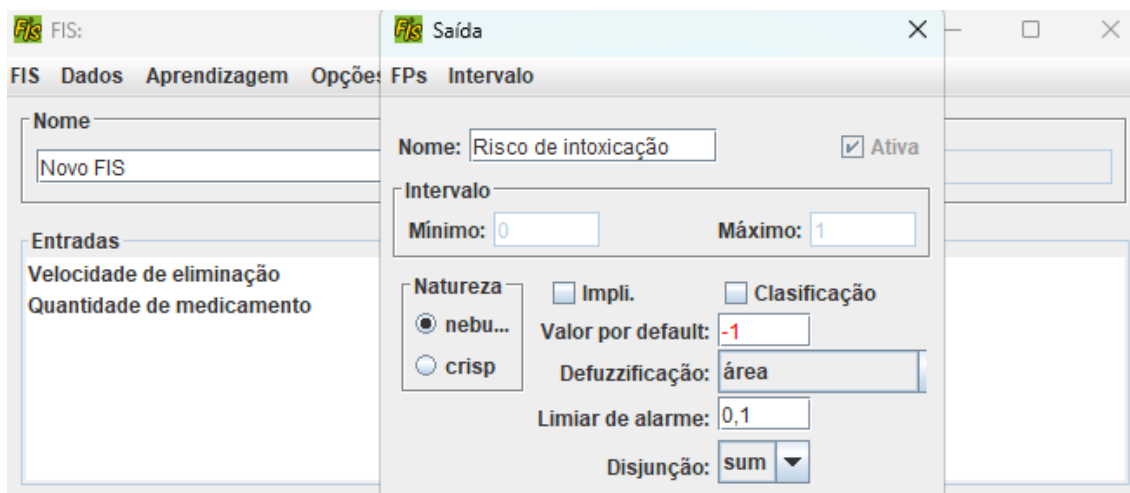 FIS:
FIS Dados Aprendizagem Opções
Nome
Novo FIS
Entradas
Velocidade de eliminação
Quantidade de medicamento
Saída
FPs Intervalo
Nome: Risco de intoxicação Ativa
Intervalo
Mínimo: 0 Máximo: 1
Natureza
nebu...
crisp
Impli. Clasificação
Valor por default: -1
Defuzzificação: área
Limiar de alarme: 0,1
Disjunção: sum